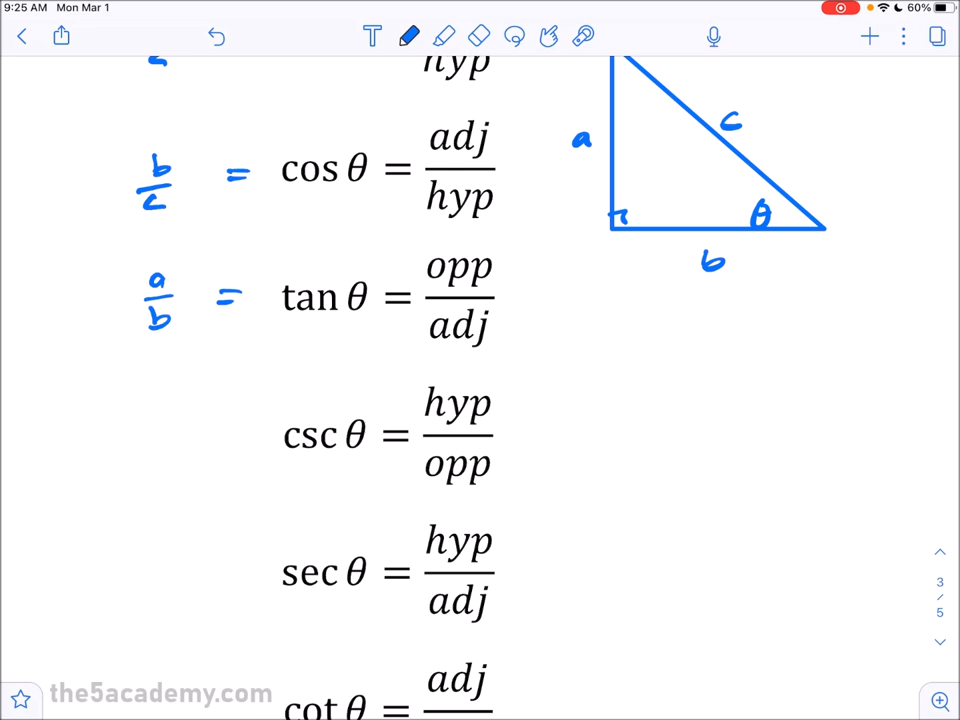 9:25 AM Mon Mar 1
60%
T
c hyp
a
c
b/c = cos θ = adj/hyp
θ
b
a/b = tan θ = opp/adj
csc θ = hyp/opp
sec θ = hyp/adj
3
/
5
cot θ = adj
the5academy.com